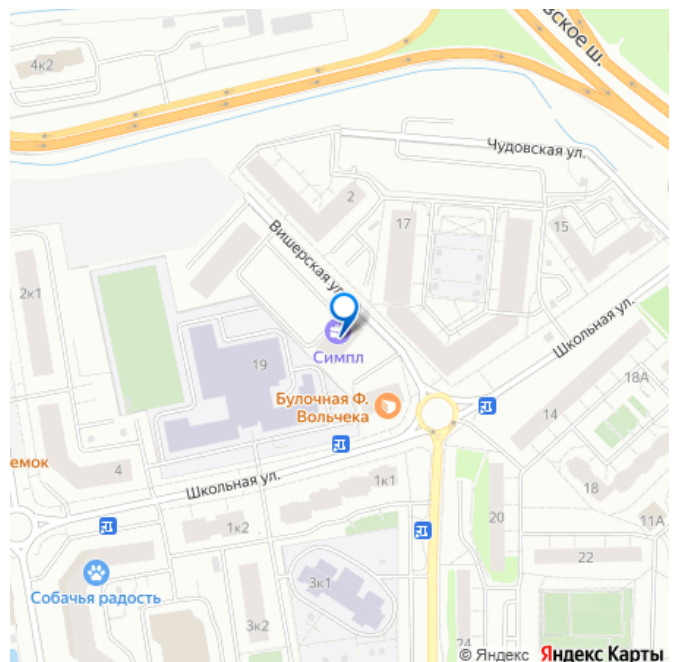 4к2
вское ш.
Чудовская ул.
2
17
15
Вишерская ул.
2к1
Школьная ул.
Симпл
19
18А
Булочная Ф.
Вольчека
14
емок
4
Школьная ул.
1к1
18
1к2
20
11А
22
Собачья радость
3к1
3к2
24
© Яндекс Яндекс Карты